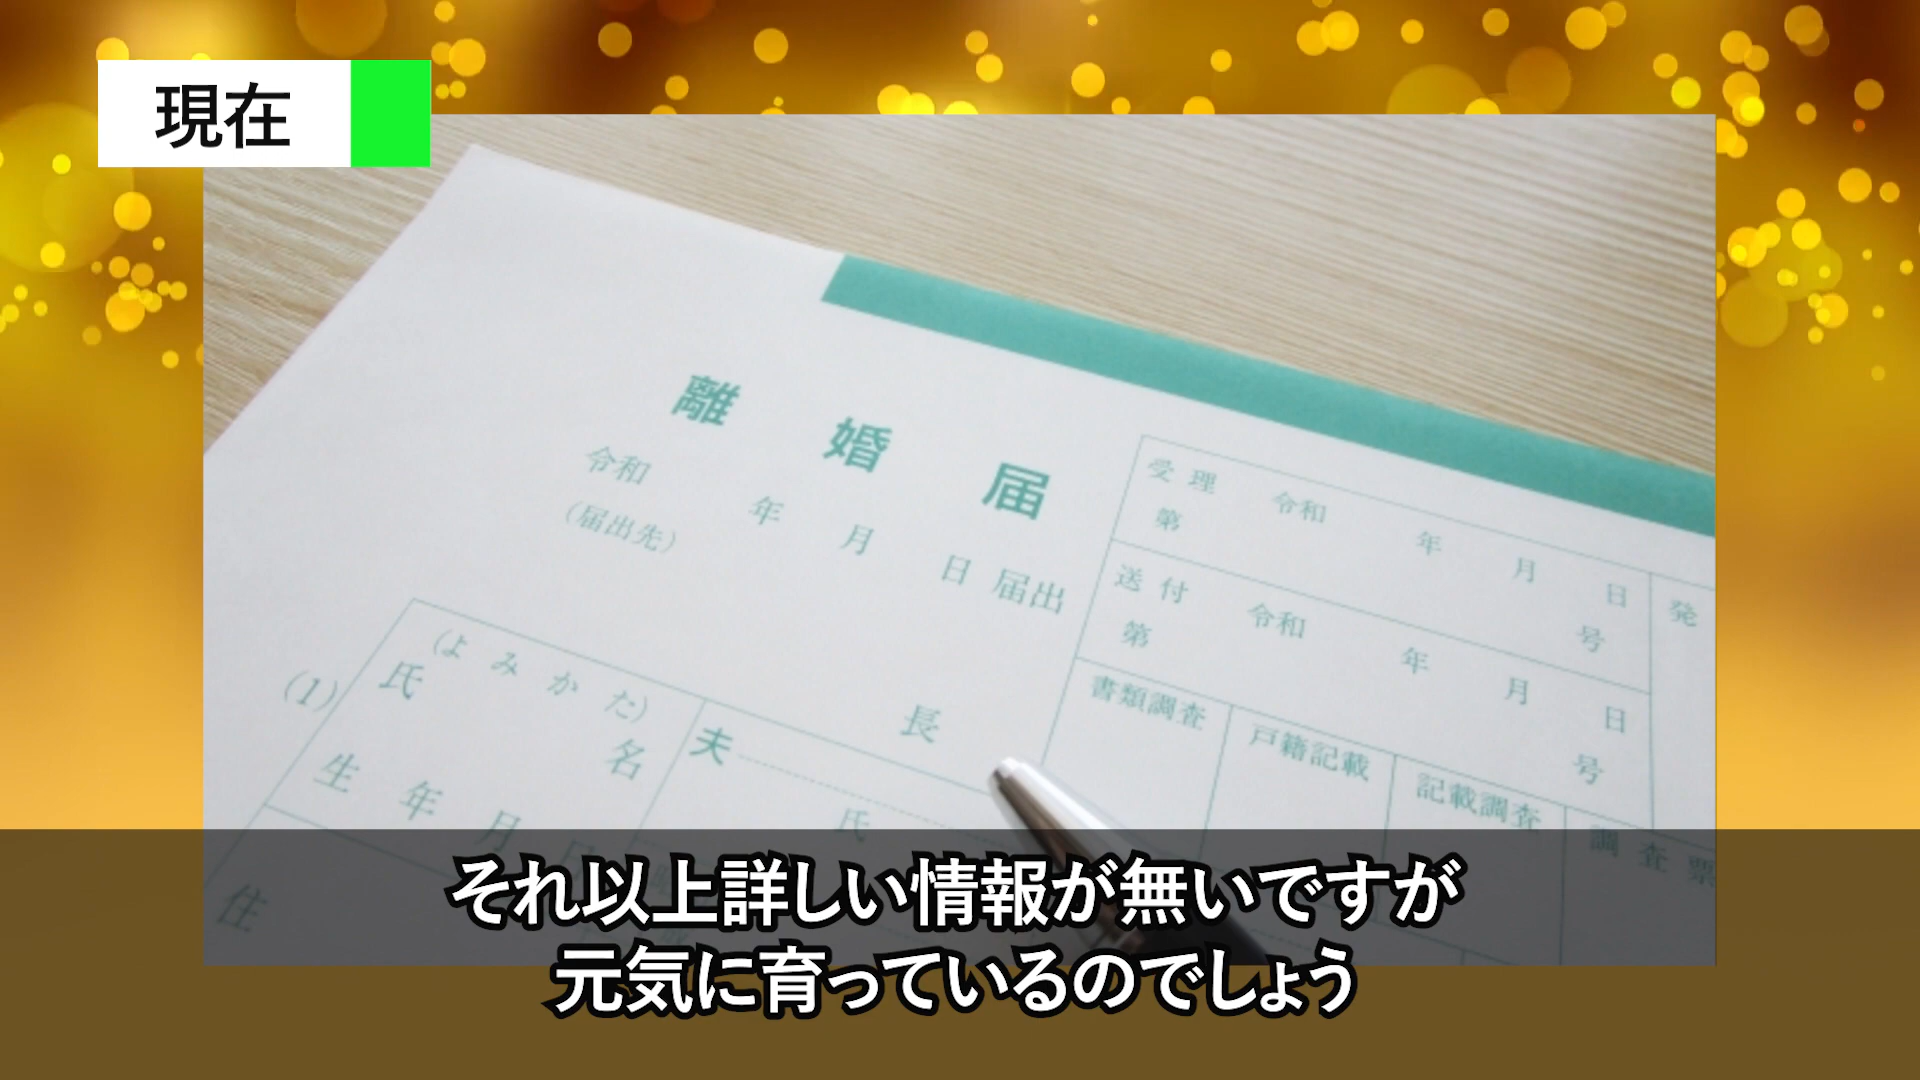 現在
離婚届
令和 年 月 日 届出
(届出先)
長
受理 令和 年 月 日
第 号
送付 令和 年 月 日
第 号
書類調査 戸籍記載 記載調査 調査票
発
(1)
(よみかた)
氏名
夫 氏
生年月日
住
それ以上詳しい情報が無いですが
元気に育っているのでしょう